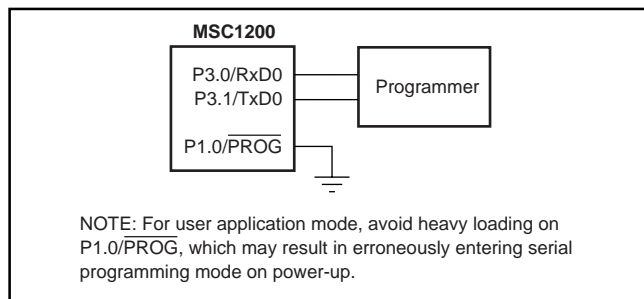 MSC1200
P3.0/RxD0
P3.1/TxD0
Programmer
P1.0/PROG
NOTE: For user application mode, avoid heavy loading on
P1.0/PROG, which may result in erroneously entering serial
programming mode on power-up.